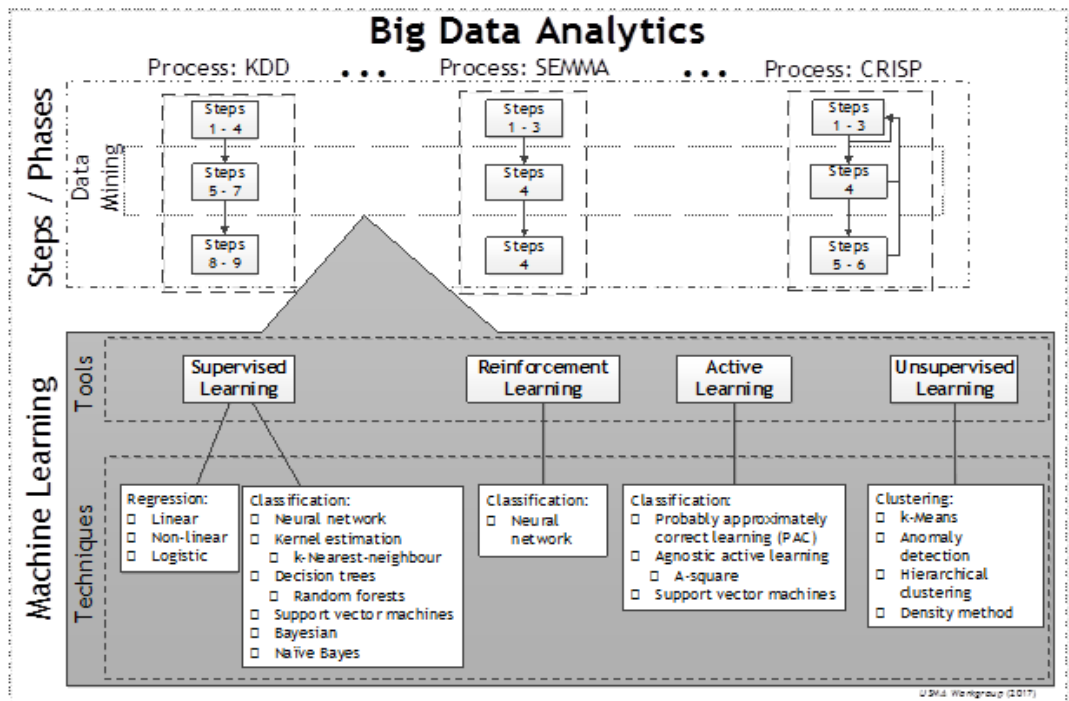 Big Data Analytics
Process: KDD ... Process: SEMMA ... Process: CRISP
Steps / Phases
Data
Mining
Steps
1 - 4
Steps
5 - 7
Steps
8 - 9
Steps
1 - 3
Steps
4
Steps
4
Steps
1 - 3
Steps
4
Steps
5 - 6
Machine Learning
Tools
Supervised
Learning
Reinforcement
Learning
Active
Learning
Unsupervised
Learning
Techniques
Regression:
Linear
Non-linear
Logistic
Classification:
Neural network
Kernel estimation
k-Nearest-neighbour
Decision trees
Random forests
Support vector machines
Bayesian
Naïve Bayes
Classification:
Neural
network
Classification:
Probably approximately
correct learning (PAC)
Agnostic active learning
A-square
Support vector machines
Clustering:
k-Means
Anomaly
detection
Hierarchical
clustering
Density method
USMA Workgroup (2017)